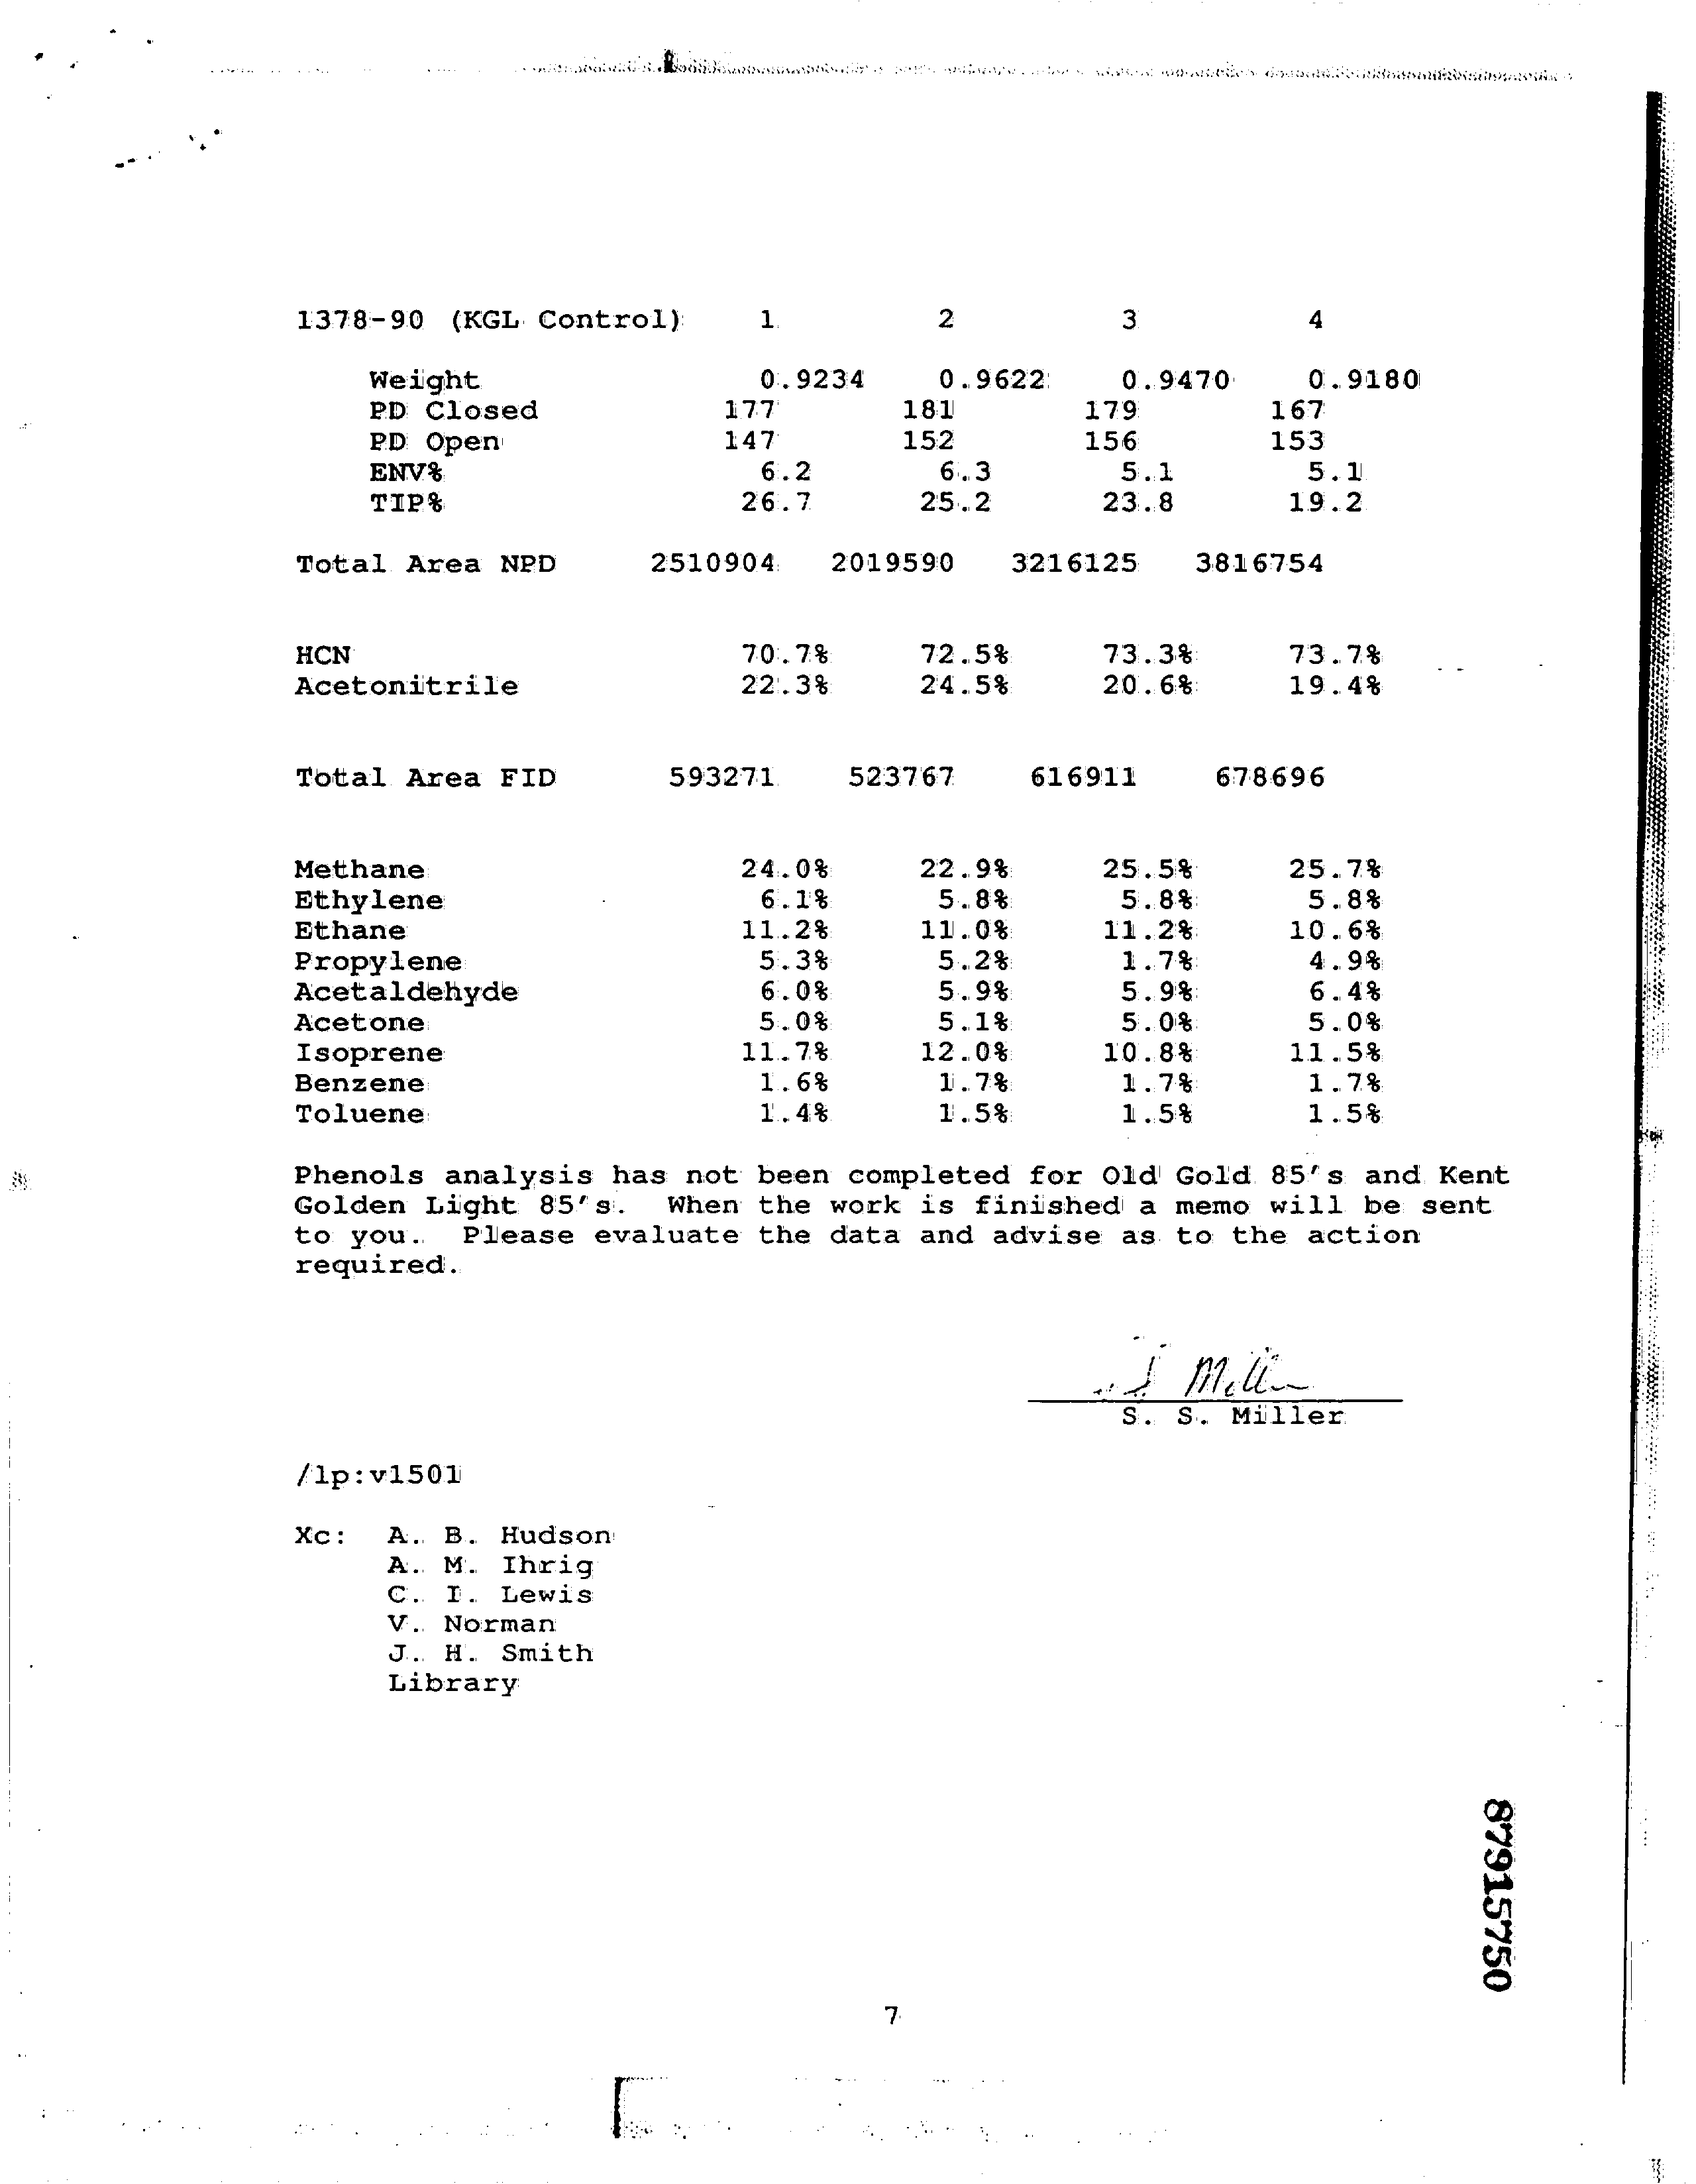 1378-90 (KGL Control) 1 2 3 4
Weight 0.9234 0.9622 0.9470 0.9180
PD Closed 177 181 179 167
PD Open 147 152 156 153
ENV% 6.2 6.3 5.1 5.1
TIP% 26.7 25.2 23.8 19.2
Total Area NPD 2510904 2019590 3216125 3816754
HCN 70.7% 72.5% 73.3% 73.7%
Acetonitrile 22.3% 24.5% 20.6% 19.4%
Total Area FID 593271 523767 616911 678696
Methane 24.0% 22.9% 25.5% 25.7%
Ethylene 6.1% 5.8% 5.8% 5.8%
Ethane 11.2% 11.0% 11.2% 10.6%
Propylene 5.3% 5.2% 1.7% 4.9%
Acetaldehyde 6.0% 5.9% 5.9% 6.4%
Acetone 5.0% 5.1% 5.0% 5.0%
Isoprene 11.7% 12.0% 10.8% 11.5%
Benzene 1.6% 1.7% 1.7% 1.7%
Toluene 1.4% 1.5% 1.5% 1.5%
Phenols analysis has not been completed for Old Gold 85's and Kent
Golden Light 85's. When the work is finished a memo will be sent
to you. Please evaluate the data and advise as to the action
required.
S Miller
S. S. Miller
/lp:v1501
Xc: A. B. Hudson
A. M. Ihrig
C. I. Lewis
V. Norman
J. H. Smith
Library
87915750
7